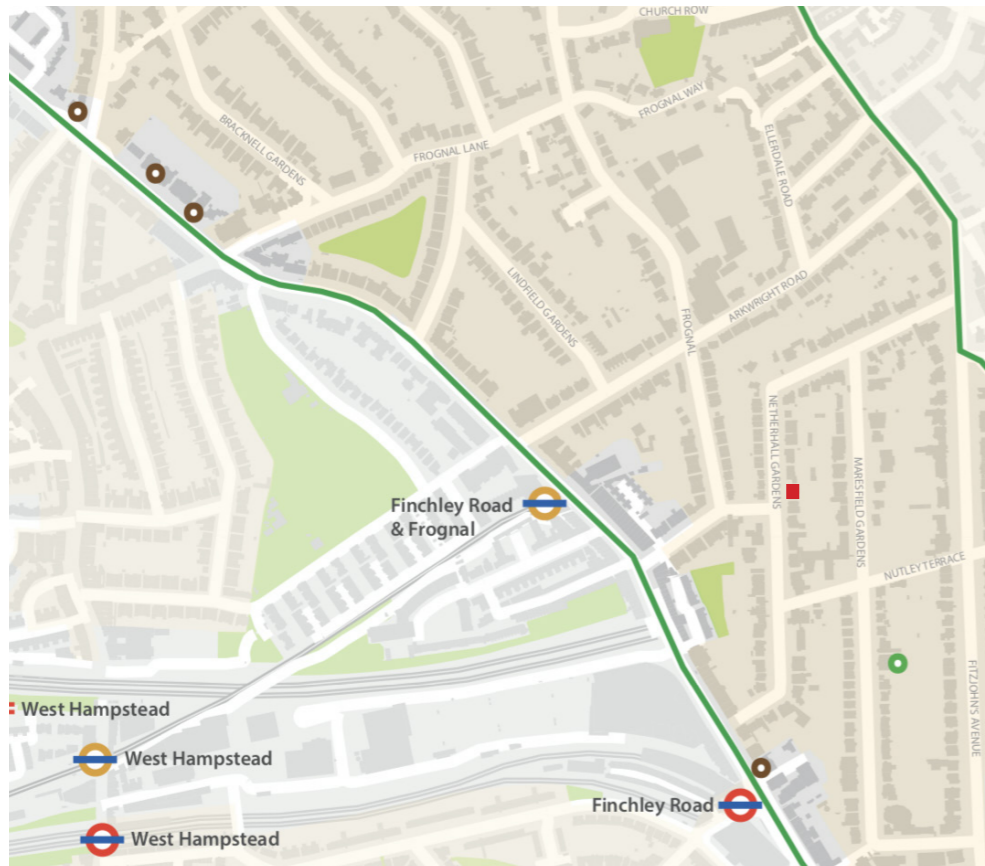 CHURCH ROW
FROGNAL WAY
BRACKNELL GARDENS
FROGNAL LANE
ELLERDALE ROAD
LINDFIELD GARDENS
ARKWRIGHT ROAD
FROGNAL
NETHERHALL GARDENS
MARESFIELD GARDENS
Finchley Road
& Frognal
NUTLEY TERRACE
FITZJOHN'S AVENUE
West Hampstead
West Hampstead
Finchley Road
West Hampstead